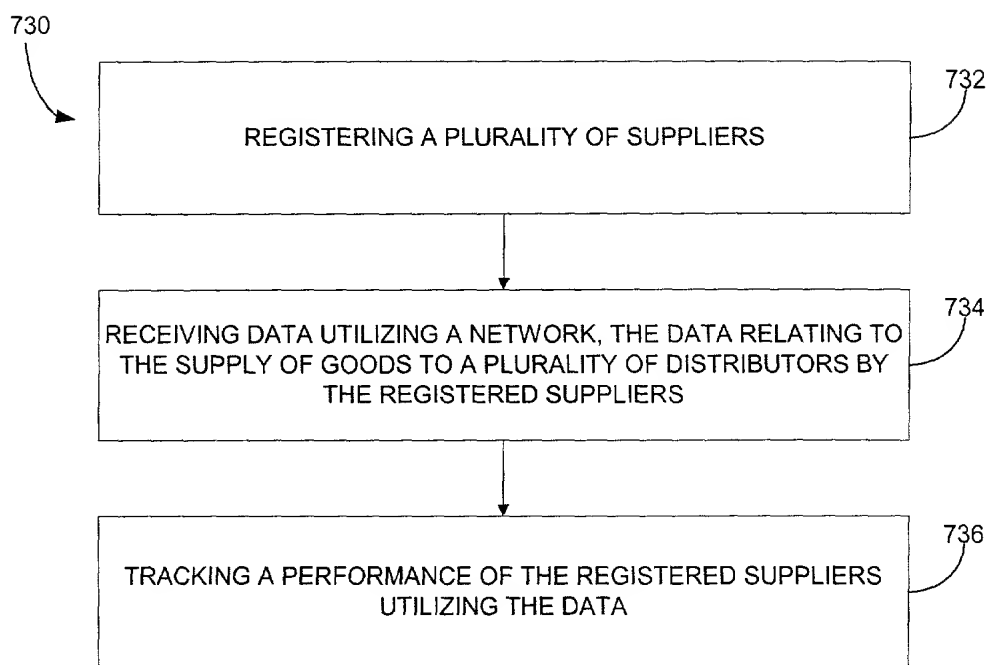 730
732
REGISTERING A PLURALITY OF SUPPLIERS
734
RECEIVING DATA UTILIZING A NETWORK, THE DATA RELATING TO
THE SUPPLY OF GOODS TO A PLURALITY OF DISTRIBUTORS BY
THE REGISTERED SUPPLIERS
736
TRACKING A PERFORMANCE OF THE REGISTERED SUPPLIERS
UTILIZING THE DATA